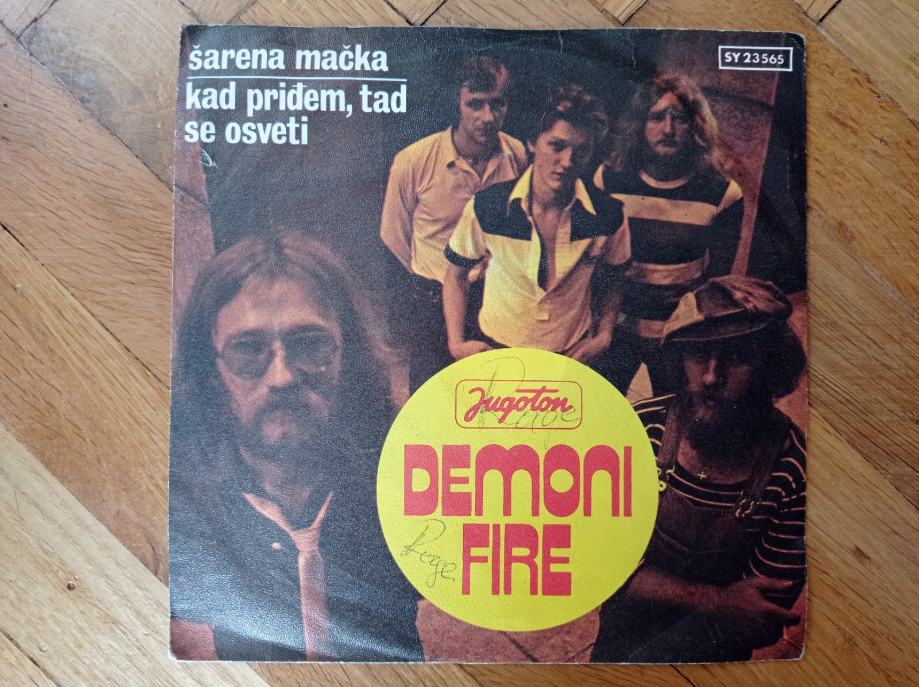 šarena mačka
kad priđem, tad
se osveti
SY 23565
Jugoton
DEMONI
FIRE